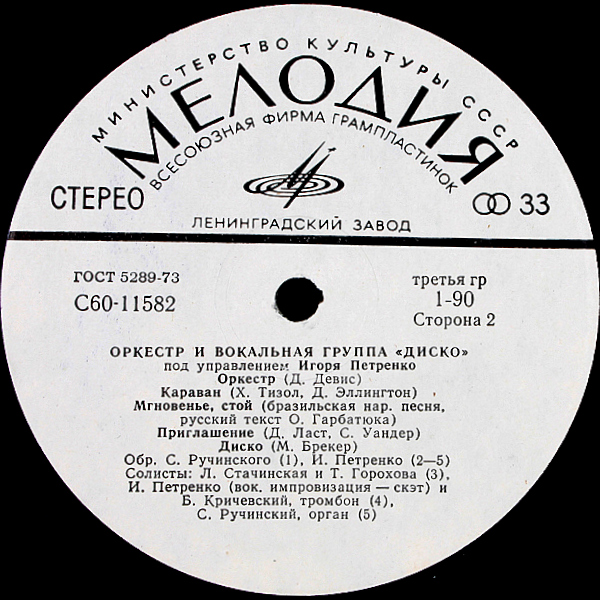 МИНИСТЕРСТВО КУЛЬТУРЫ СССР
МЕЛОДИЯ
ВСЕСОЮЗНАЯ ФИРМА ГРАМПЛАСТИНОК
СТЕРЕО
33
ЛЕНИНГРАДСКИЙ ЗАВОД
ГОСТ 5289-73
С60-11582
третья гр
1-90
Сторона 2
ОРКЕСТР И ВОКАЛЬНАЯ ГРУППА «ДИСКО»
под управлением Игоря Петренко
Оркестр (Д. Девис)
Караван (Х. Тизол, Д. Эллингтон)
Мгновенье, стой (бразильская нар. песня,
русский текст О. Гарбатюка)
Приглашение (Д. Ласт, С. Уандер)
Диско (М. Брекер)
Обр. С. Ручинского (1), И. Петренко (2—5)
Солисты: Л. Стачинская и Т. Горохова (3),
И. Петренко (вок. импровизация — скэт) и
Б. Кричевский, тромбон (4),
С. Ручинский, орган (5)